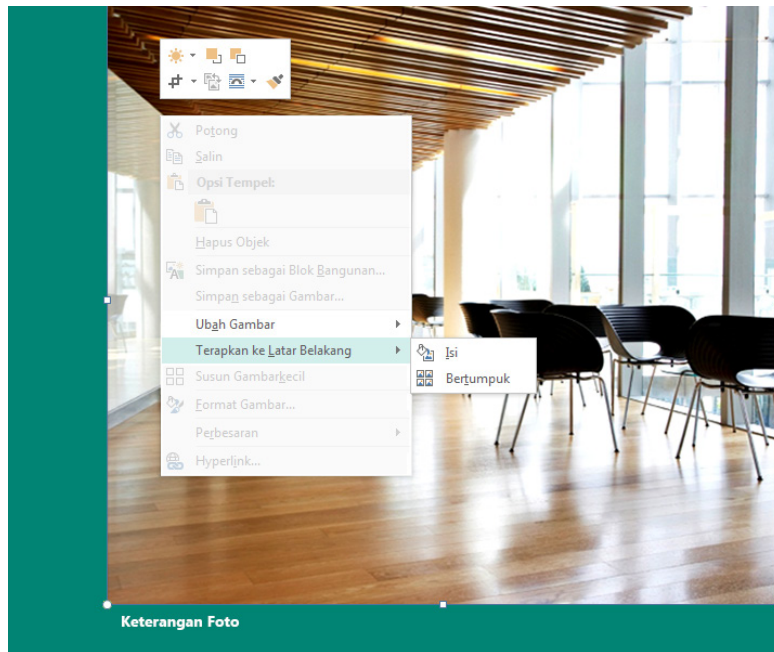 Potong
Salin
Opsi Tempel:
Hapus Objek
Simpan sebagai Blok Bangunan...
Simpan sebagai Gambar...
Ubah Gambar
Terapkan ke Latar Belakang
Isi
Bertumpuk
Susun Gambarkecil
Format Gambar...
Perbesaran
Hyperlink...
Keterangan Foto